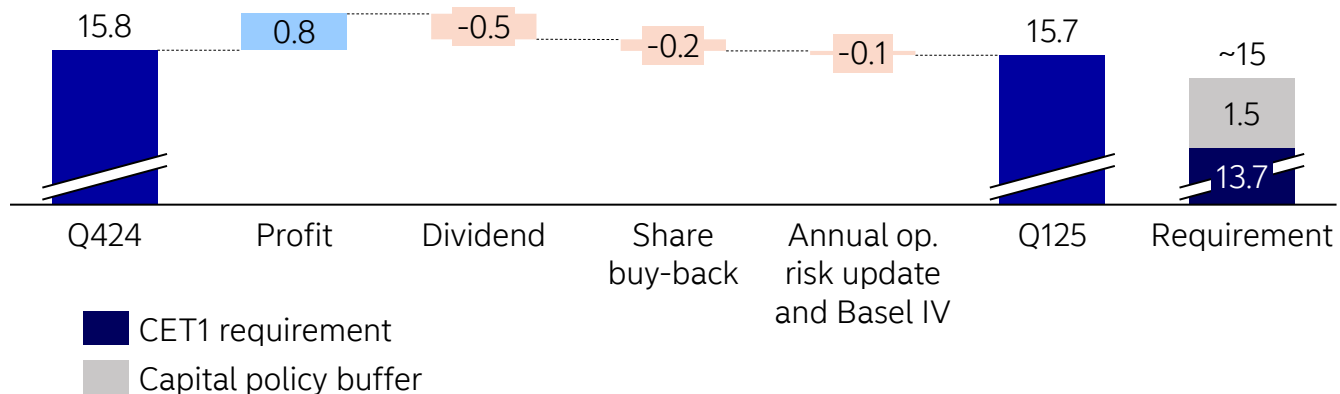 15.8
0.8
-0.5
-0.2
-0.1
15.7
~15
1.5
13.7
Q424
Profit
Dividend
Share
buy-back
Annual op.
risk update
and Basel IV
Q125
Requirement
CET1 requirement
Capital policy buffer